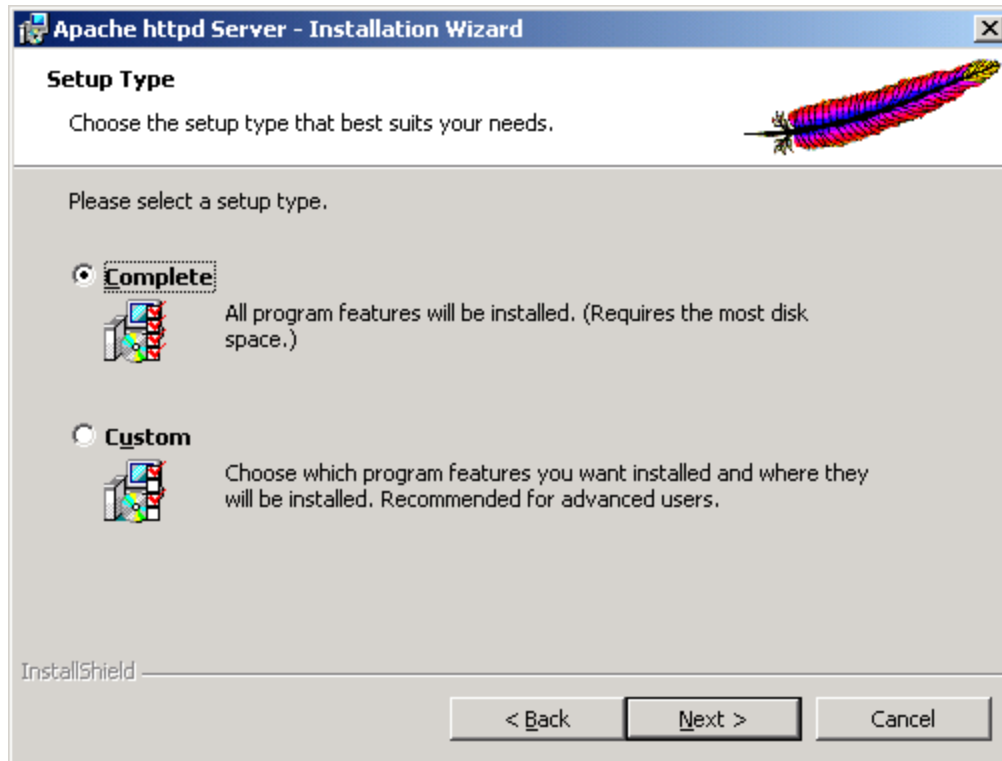 Apache httpd Server - Installation Wizard
Setup Type
Choose the setup type that best suits your needs.
Please select a setup type.
Complete
All program features will be installed. (Requires the most disk
space.)
Custom
Choose which program features you want installed and where they
will be installed. Recommended for advanced users.
InstallShield
< Back
Next >
Cancel